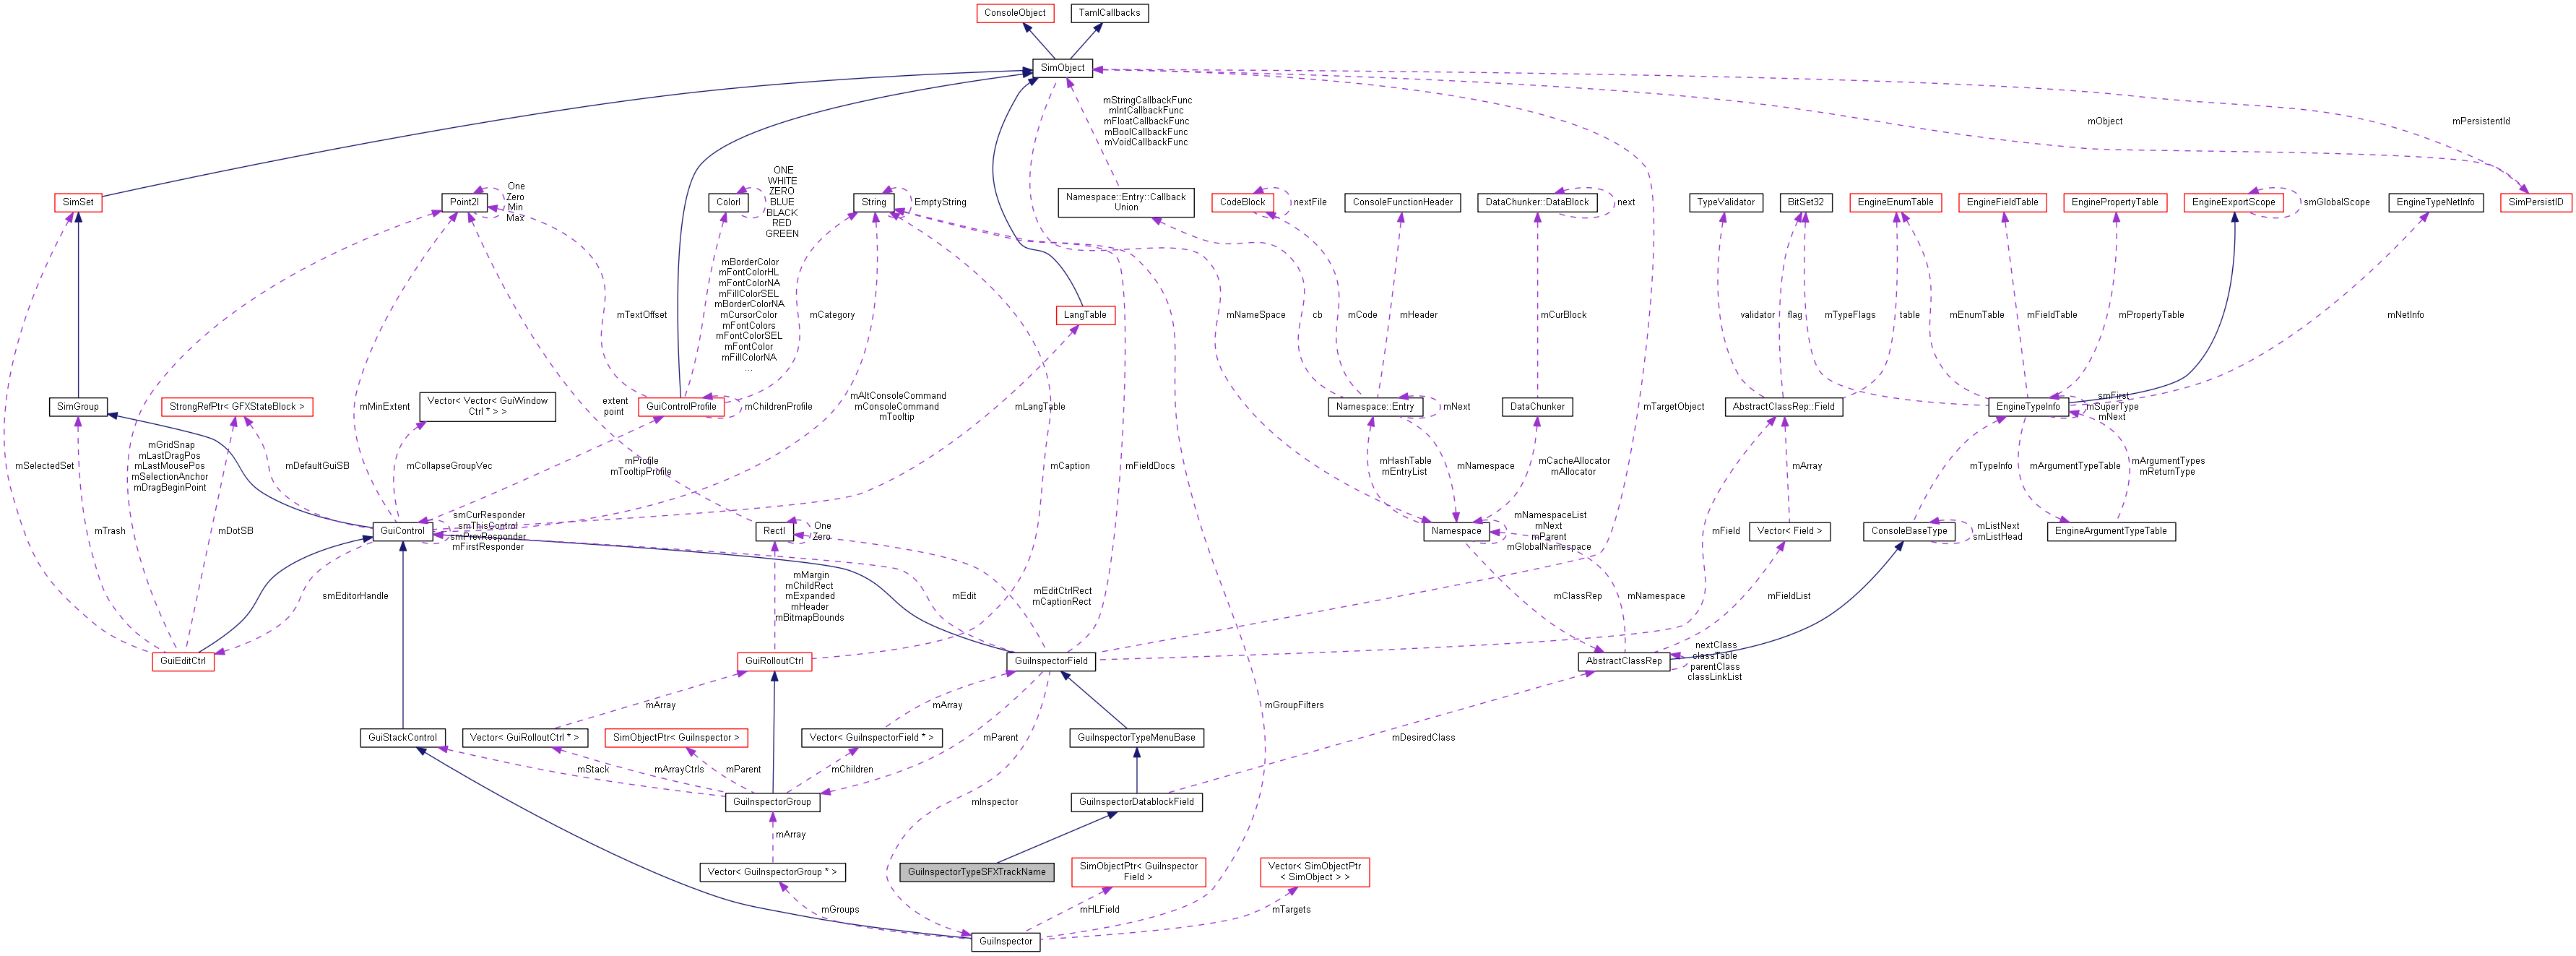 ConsoleObject
TamlCallbacks
SimObject
mStringCallbackFunc
mIntCallbackFunc
mFloatCallbackFunc
mBoolCallbackFunc
mVoidCallbackFunc
mObject
mPersistentId
ONE
WHITE
ZERO
BLUE
BLACK
RED
GREEN
SimSet
Point2I
One
Zero
Min
Max
ColorI
String
EmptyString
Namespace::Entry::Callback
Union
CodeBlock
nextFile
ConsoleFunctionHeader
DataChunker::DataBlock
next
TypeValidator
BitSet32
EngineEnumTable
EngineFieldTable
EnginePropertyTable
EngineExportScope
smGlobalScope
EngineTypeNetInfo
SimPersistID
mBorderColor
mFontColorHL
mFontColorNA
mFillColorSEL
mBorderColorNA
mCursorColor
mFontColors
mFontColorSEL
mFontColor
mFillColorNA
...
mTextOffset
mCategory
LangTable
mNameSpace
cb
mCode
mHeader
mCurBlock
validator
flag
mTypeFlags
table
mEnumTable
mFieldTable
mPropertyTable
mNetInfo
SimGroup
StrongRefPtr< GFXStateBlock >
mMinExtent
Vector< Vector< GuiWindow
Ctrl * > >
extent
point
GuiControlProfile
mChildrenProfile
mAltConsoleCommand
mConsoleCommand
mTooltip
mLangTable
mTargetObject
Namespace::Entry
mNext
DataChunker
AbstractClassRep::Field
EngineTypeInfo
smFirst
mSuperType
mNext
mSelectedSet
mGridSnap
mLastDragPos
mLastMousePos
mSelectionAnchor
mDragBeginPoint
mDefaultGuiSB
mCollapseGroupVec
mProfile
mTooltipProfile
mCaption
mFieldDocs
mHashTable
mEntryList
mNamespace
mCacheAllocator
mAllocator
mArray
mTypeInfo
mArgumentTypeTable
mArgumentTypes
mReturnType
mTrash
mDotSB
GuiControl
smCurResponder
smThisControl
smPrevResponder
mFirstResponder
RectI
One
Zero
Namespace
mNamespaceList
mNext
mParent
mGlobalNamespace
mField
Vector< Field >
ConsoleBaseType
mListNext
smListHead
EngineArgumentTypeTable
smEditorHandle
mMargin
mChildRect
mExpanded
mHeader
mBitmapBounds
mEdit
mEditCtrlRect
mCaptionRect
mClassRep
mNamespace
mFieldList
GuiEditCtrl
GuiRolloutCtrl
GuiInspectorField
AbstractClassRep
nextClass
classTable
parentClass
classLinkList
mArray
mArray
mGroupFilters
GuiStackControl
Vector< GuiRolloutCtrl * >
SimObjectPtr< GuiInspector >
Vector< GuiInspectorField * >
mParent
GuiInspectorTypeMenuBase
mDesiredClass
mStack
mArrayCtrls
mParent
mChildren
GuiInspectorGroup
mInspector
GuiInspectorDatablockField
mArray
Vector< GuiInspectorGroup * >
GuiInspectorTypeSFXTrackName
SimObjectPtr< GuiInspector
Field >
Vector< SimObjectPtr
< SimObject > >
mGroups
mHLField
mTargets
GuiInspector